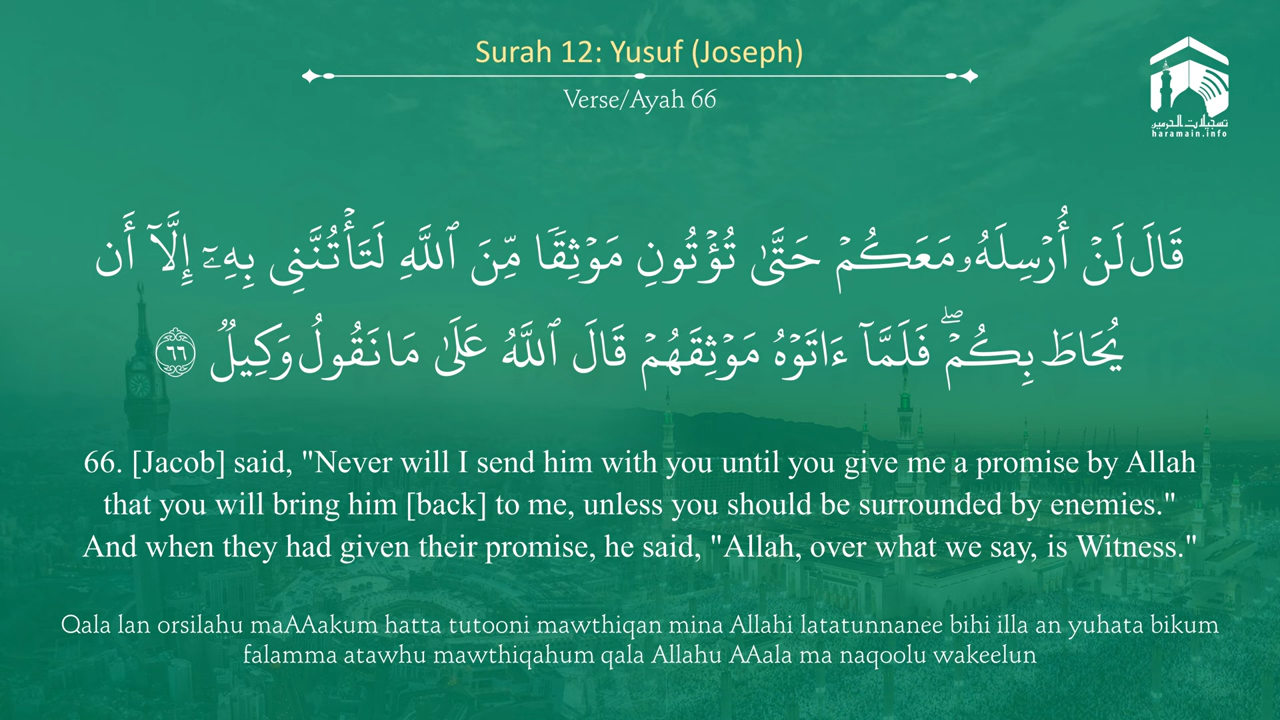 Surah 12: Yusuf (Joseph)
Verse/Ayah 66
تسجيلات الحرمين
haramain.info
قَالَ لَنْ أُرْسِلَهُۥ مَعَكُمْ حَتَّىٰ تُؤْتُونِ مَوْثِقًا مِّنَ ٱللَّهِ لَتَأْتُنَّنِى بِهِۦٓ إِلَّآ أَن
يُحَاطَ بِكُمْ ۖ فَلَمَّآ ءَاتَوْهُ مَوْثِقَهُمْ قَالَ ٱللَّهُ عَلَىٰ مَا نَقُولُ وَكِيلٌ ٦٦
66. [Jacob] said, "Never will I send him with you until you give me a promise by Allah
that you will bring him [back] to me, unless you should be surrounded by enemies."
And when they had given their promise, he said, "Allah, over what we say, is Witness."
Qala lan orsilahu maAAakum hatta tutooni mawthiqan mina Allahi latatunnanee bihi illa an yuhata bikum
falamma atawhu mawthiqahum qala Allahu AAala ma naqoolu wakeelun